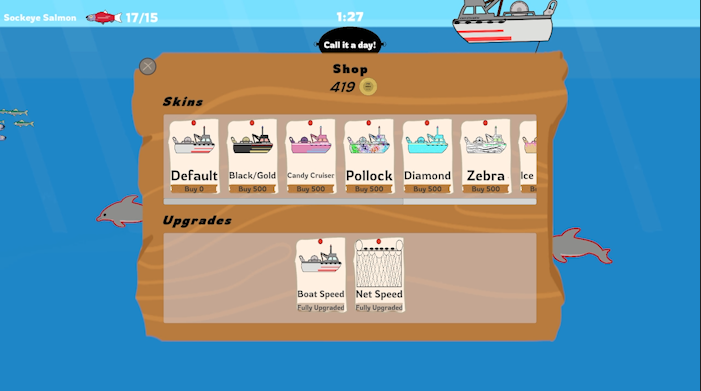 Sockeye Salmon 17/15
1:27
Call it a day!
Shop
419
Skins
Default
Buy 0
Black/Gold
Buy 500
Candy Cruiser
Buy 500
Pollock
Buy 500
Diamond
Buy 500
Zebra
Buy 500
Ice
Upgrades
Boat Speed
Fully Upgraded
Net Speed
Fully Upgraded